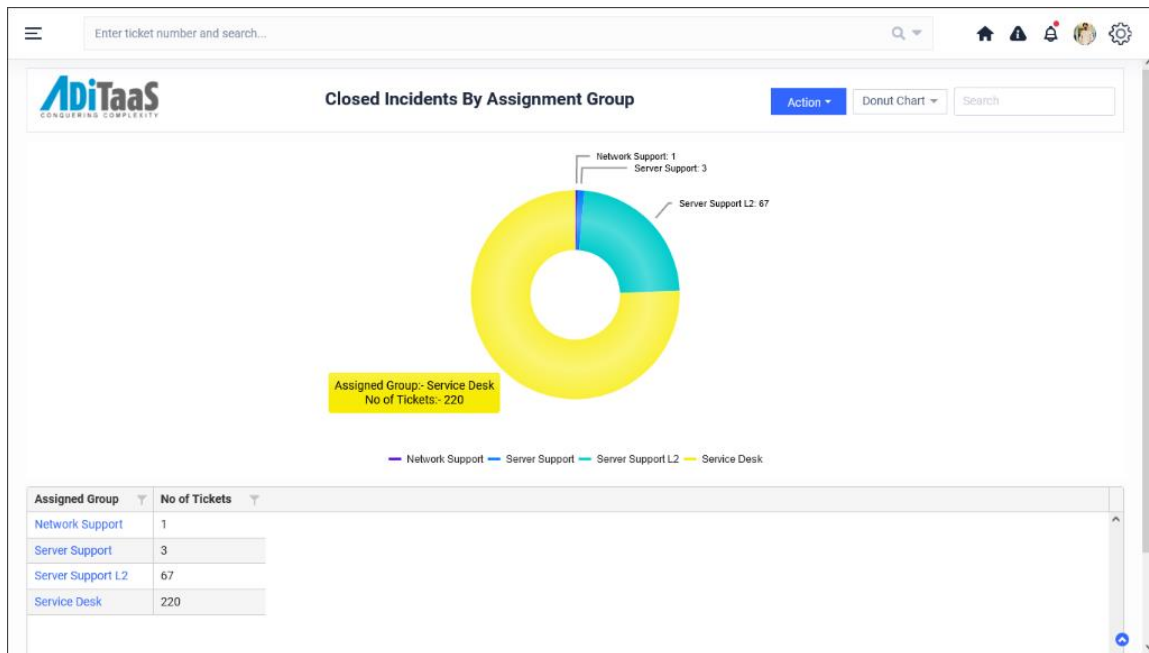 Enter ticket number and search...
ADiTaaS
CONQUERING COMPLEXITY
Closed Incidents By Assignment Group
Action
Donut Chart
Search
Network Support: 1
Server Support: 3
Server Support L2: 67
Assigned Group:- Service Desk
No of Tickets:- 220
Network Support Server Support Server Support L2 Service Desk
Assigned Group No of Tickets
Network Support 1
Server Support 3
Server Support L2 67
Service Desk 220